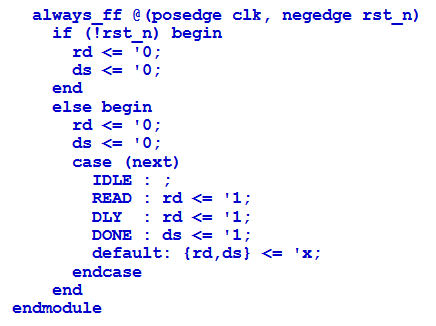 always_ff @(posedge clk, negedge rst_n)
if (!rst_n) begin
rd <= '0;
ds <= '0;
end
else begin
rd <= '0;
ds <= '0;
case (next)
IDLE : ;
READ : rd <= '1;
DLY : rd <= '1;
DONE : ds <= '1;
default: {rd,ds} <= 'x;
endcase
end
endmodule